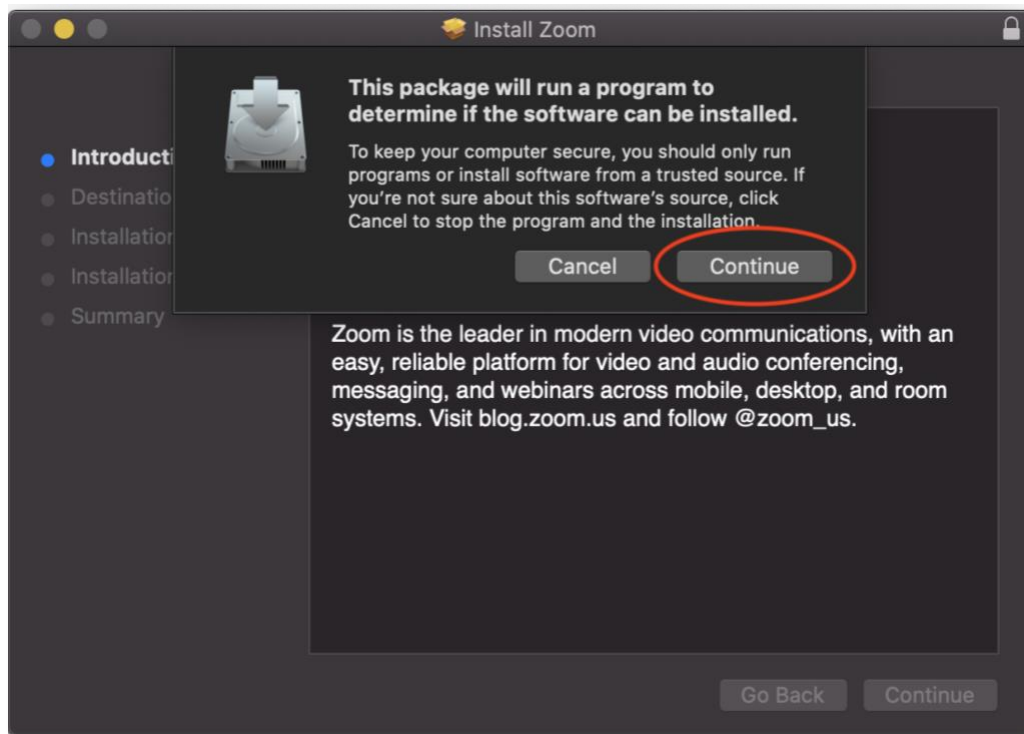 Install Zoom
This package will run a program to
determine if the software can be installed.
To keep your computer secure, you should only run
programs or install software from a trusted source. If
you're not sure about this software's source, click
Cancel to stop the program and the installation.
Cancel
Continue
Introducti
Destinatio
Installation
Installation
Summary
Zoom is the leader in modern video communications, with an
easy, reliable platform for video and audio conferencing,
messaging, and webinars across mobile, desktop, and room
systems. Visit blog.zoom.us and follow @zoom_us.
Go Back
Continue